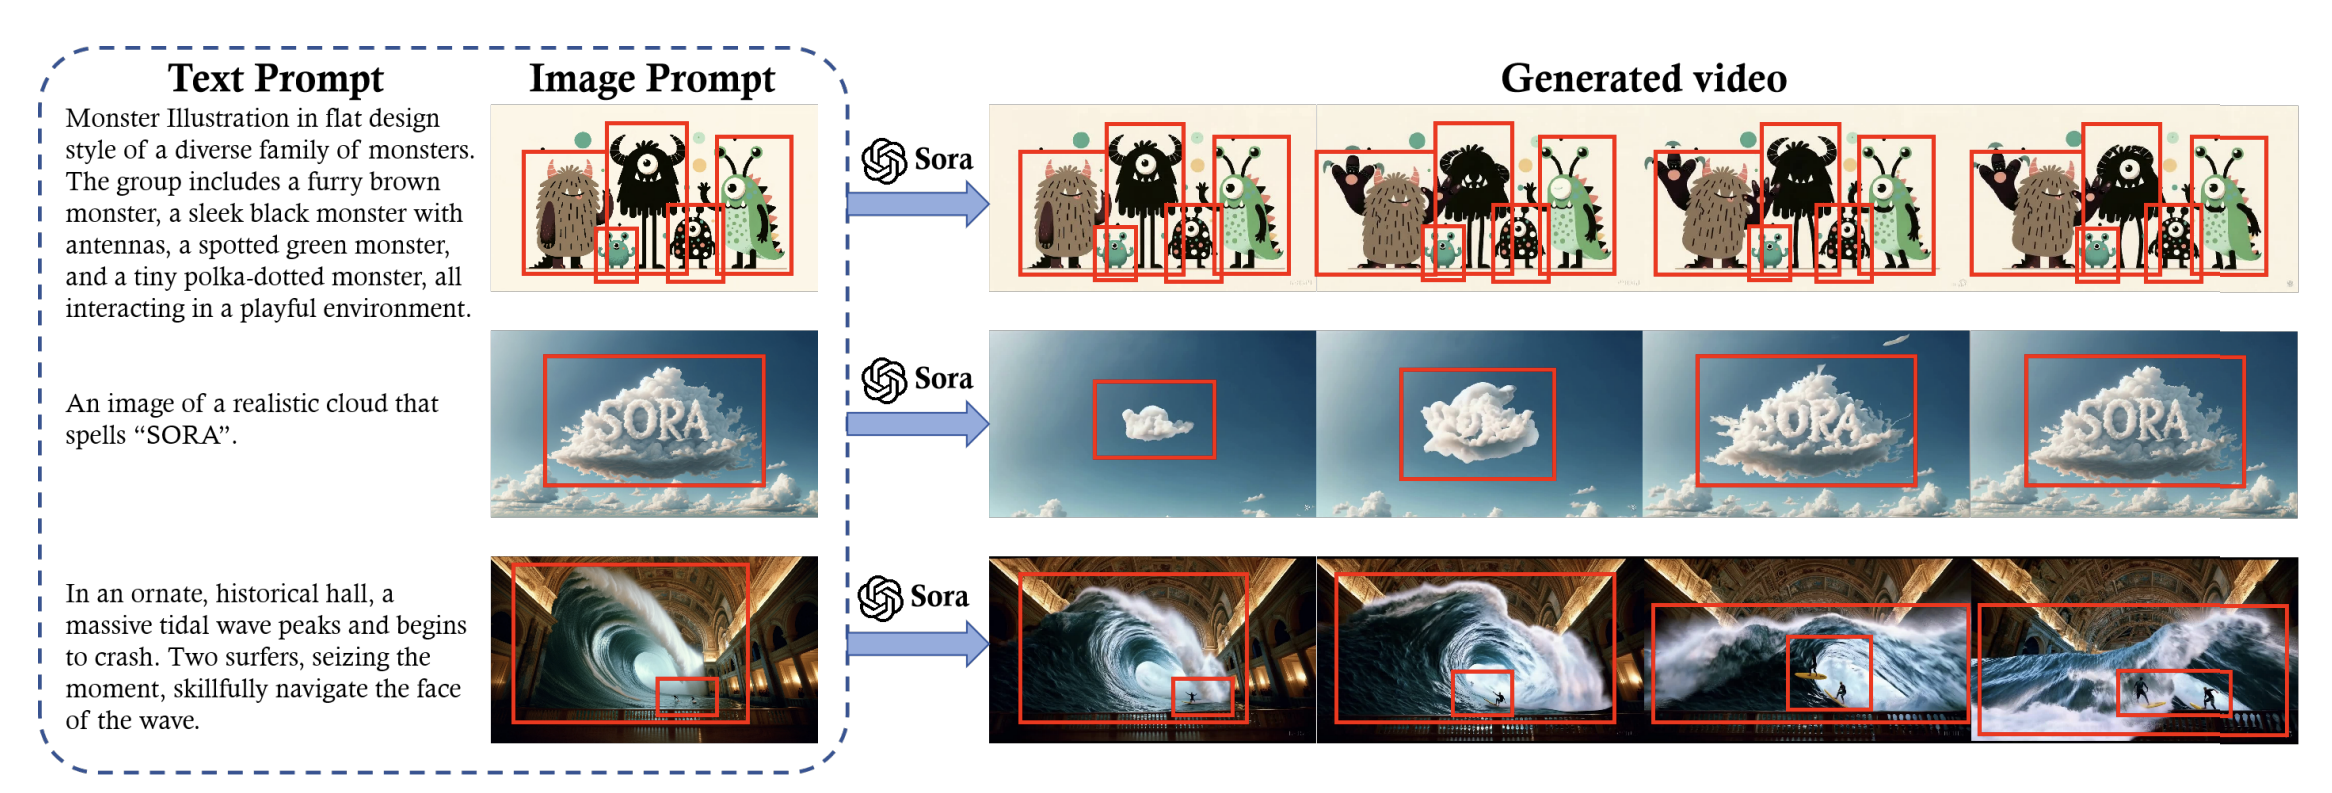 Text Prompt
Image Prompt
Generated video
Monster Illustration in flat design
style of a diverse family of monsters.
The group includes a furry brown
monster, a sleek black monster with
antennas, a spotted green monster,
and a tiny polka-dotted monster, all
interacting in a playful environment.
Sora
An image of a realistic cloud that
spells “SORA”.
SORA
Sora
SORA
SORA
In an ornate, historical hall, a
massive tidal wave peaks and begins
to crash. Two surfers, seizing the
moment, skillfully navigate the face
of the wave.
Sora